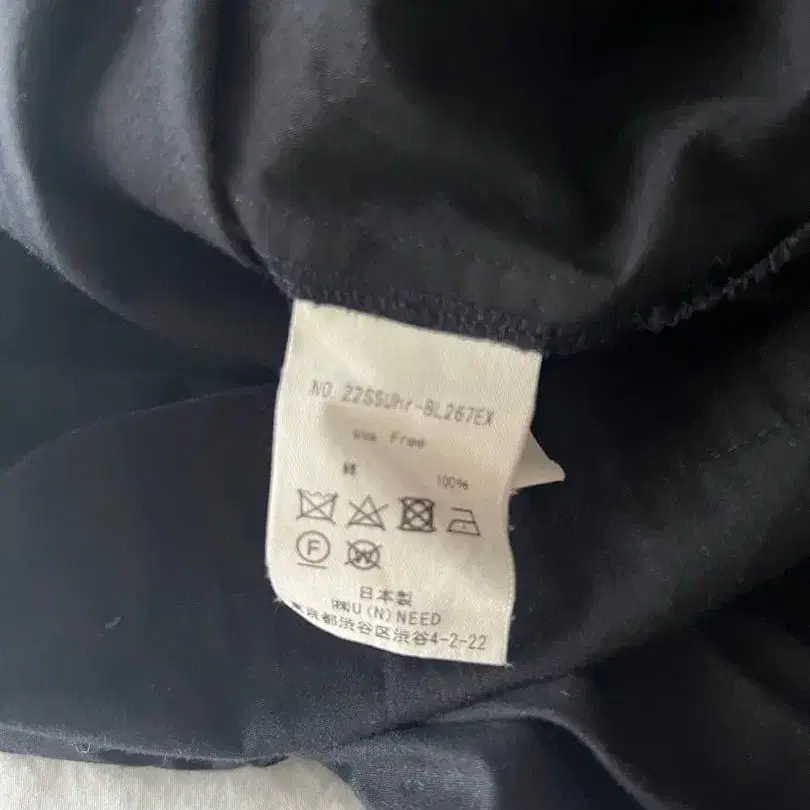 NO 22SSUhr-BL267EX
Free
綿 100%
F W
日本製
(株)U(N)NEED
東京都渋谷区渋谷4-2-22